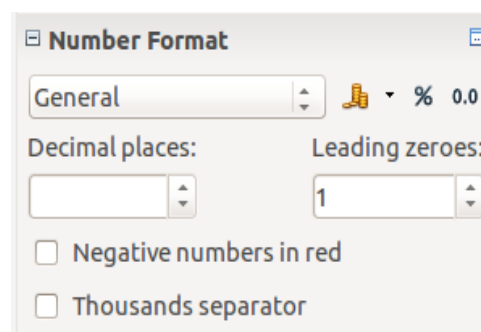 Number Format
General % 0.0
Decimal places: Leading zeroes:
1
Negative numbers in red
Thousands separator